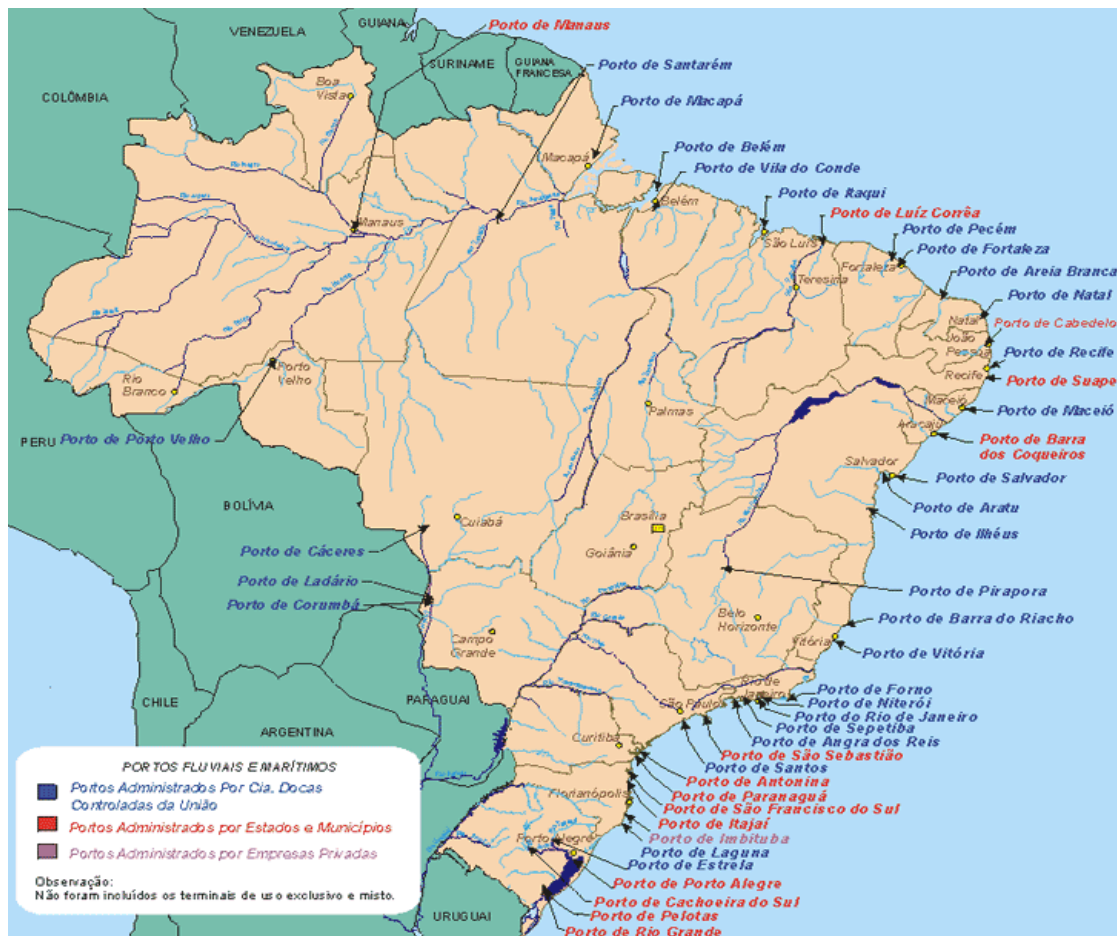 Porto de Manaus
GUIANA
VENEZUELA
SURINAME
GUIANA
FRANCESA
Porto de Santarém
COLÔMBIA
Boa
Vista
Porto de Macapá
Macapá
Porto de Belém
Porto de Vila do Conde
Belém
Porto de Itaqui
São Luís
Porto de Luíz Corrêa
Manaus
Porto de Pecém
Porto de Fortaleza
Fortaleza
Porto de Areia Branca
Teresina
Porto de Natal
Natal
Porto de Cabedelo
João
Pessoa
Porto de Recife
Recife
Porto de Suape
Rio
Branco
Porto
Velho
Palmas
Maceió
Porto de Maceió
Aracaju
PERU
Porto de Pôrto Velho
Porto de Barra
dos Coqueiros
Salvador
Porto de Salvador
BOLÍVIA
Porto de Aratu
Cuiabá
Brasília
Porto de Ilhéus
Porto de Cáceres
Goiânia
Porto de Ladário
Porto de Pirapora
Porto de Corumbá
Belo
Horizonte
Porto de Barra do Riacho
Campo
Grande
Vitória
Porto de Vitória
CHILE
PARAGUAI
Rio de
Janeiro
Porto de Forno
Porto de Niterói
São Paulo
Porto do Rio de Janeiro
ARGENTINA
Porto de Sepetiba
Curitiba
Porto de Angra dos Reis
Porto de São Sebastião
Porto de Santos
Porto de Antonina
Florianópolis
Porto de Paranaguá
Porto de São Francisco do Sul
Porto de Itajaí
Porto de Imbituba
Porto Alegre
Porto de Laguna
Porto de Estrela
Porto de Porto Alegre
Porto de Cachoeira do Sul
URUGUAI
Porto de Pelotas
Porto de Rio Grande
PORTOS FLUVIAIS E MARÍTIMOS
Portos Administrados Por Cia. Docas
Controladas da União
Portos Administrados por Estados e Municípios
Portos Administrados por Empresas Privadas
Observação:
Não foram incluídos os terminais de uso exclusivo e misto.